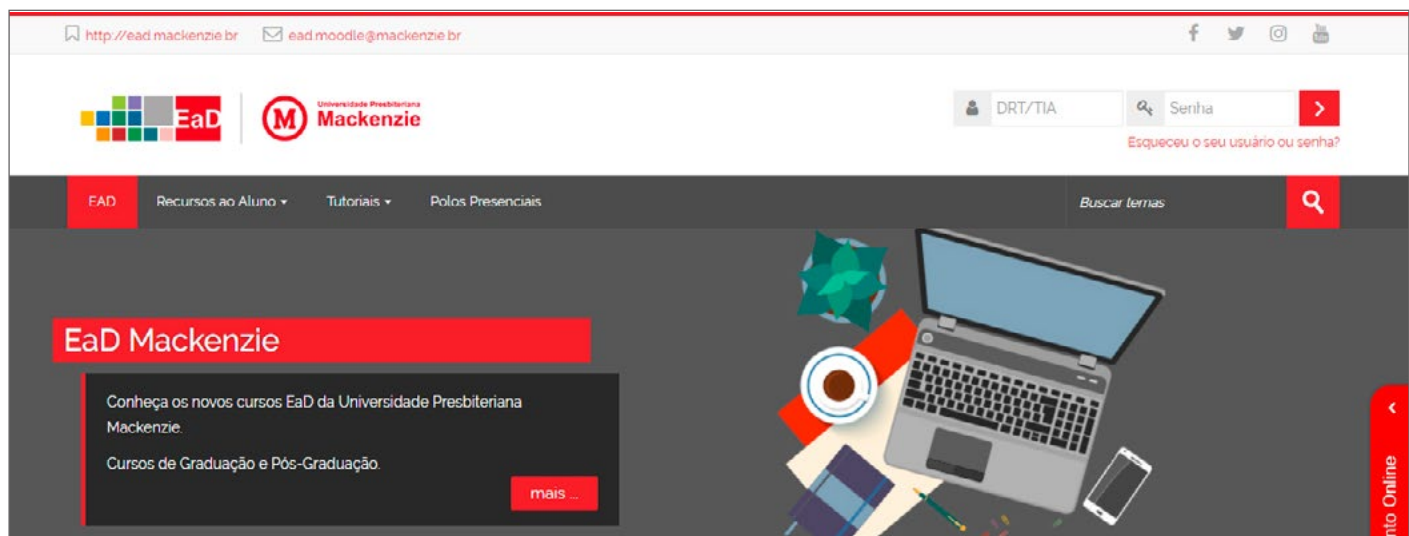 http://ead.mackenzie.br ead.moodle@mackenzie.br
EaD
M
Universidade Presbiteriana
Mackenzie
DRT/TIA Senha
Esqueceu o seu usuário ou senha?
EAD Recursos ao Aluno Tutoriais Polos Presenciais Buscar temas
EaD Mackenzie
Conheça os novos cursos EaD da Universidade Presbiteriana
Mackenzie.
Cursos de Graduação e Pós-Graduação.
mais ...
nto Online